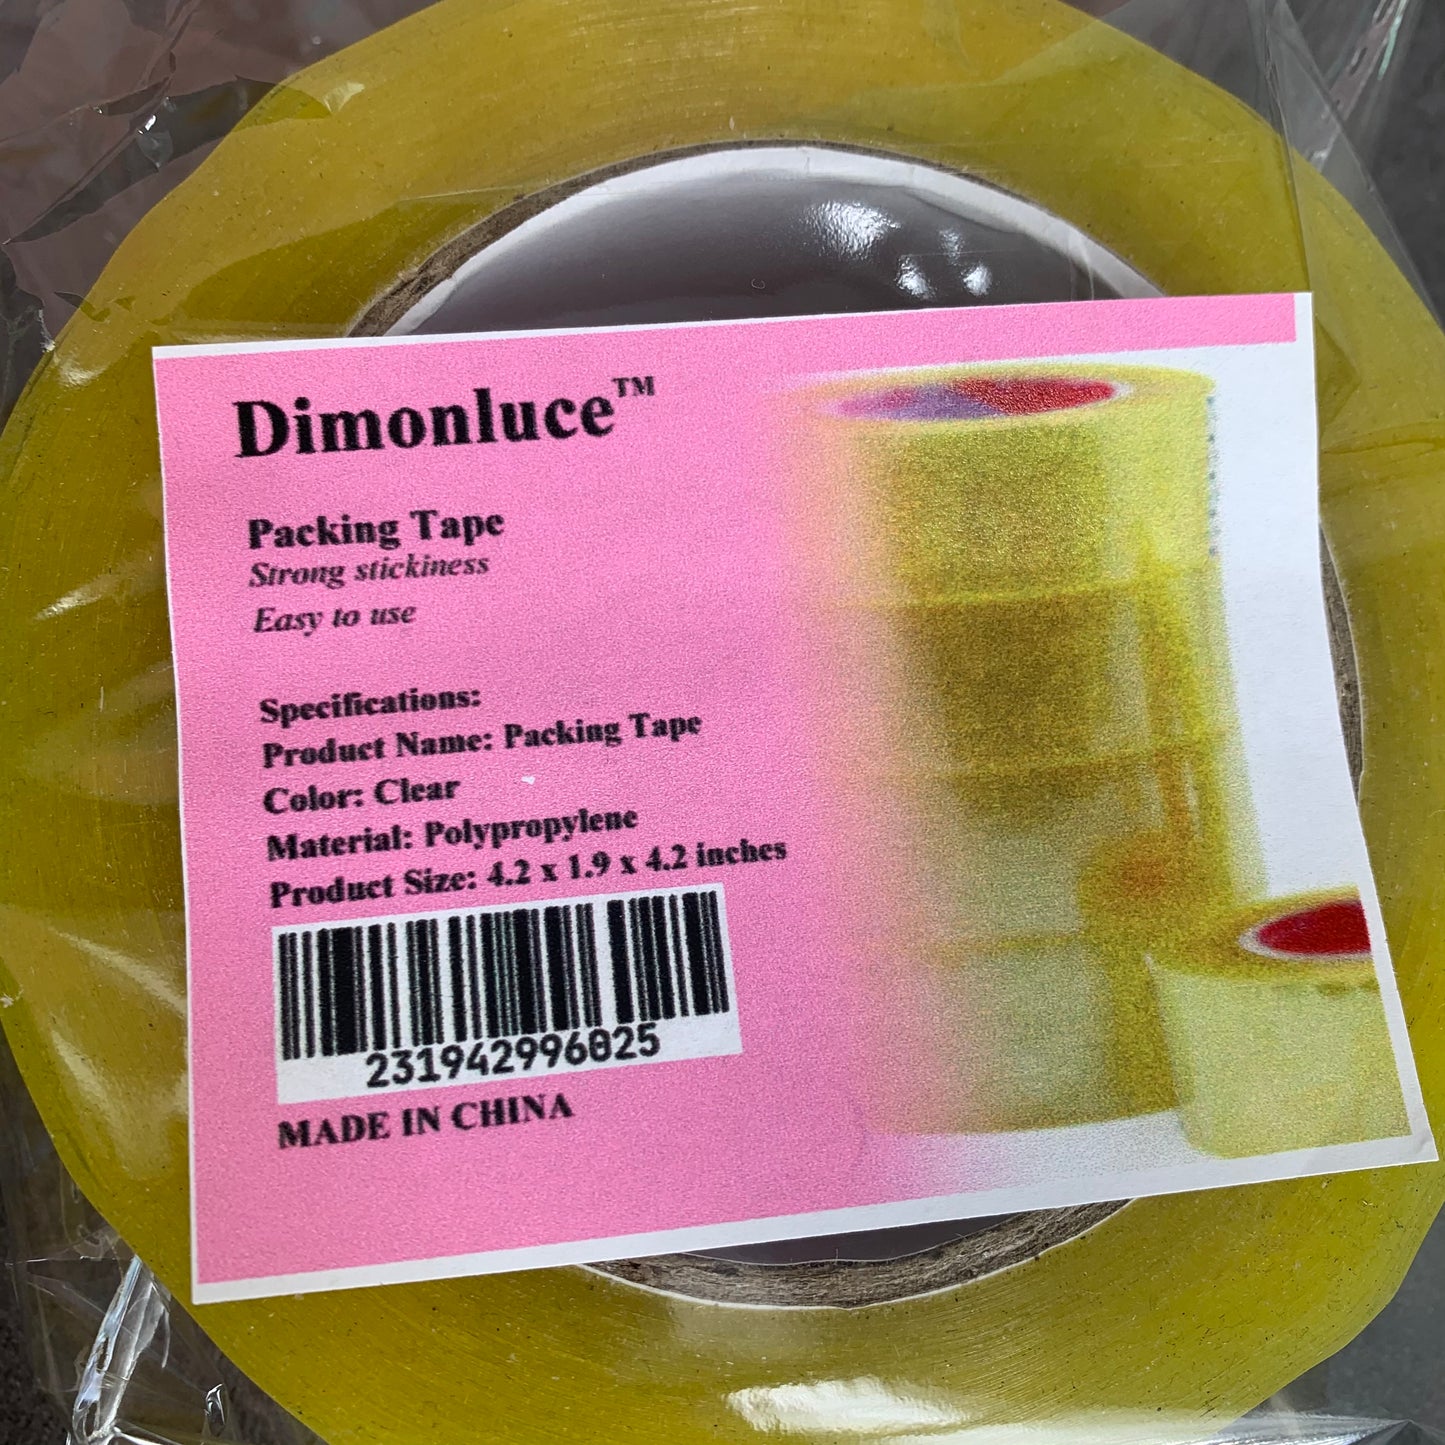 Dimonluce™
Packing Tape
Strong stickiness
Easy to use
Specifications:
Product Name: Packing Tape
Color: Clear
Material: Polypropylene
Product Size: 4.2 x 1.9 x 4.2 inches
231942996025
MADE IN CHINA